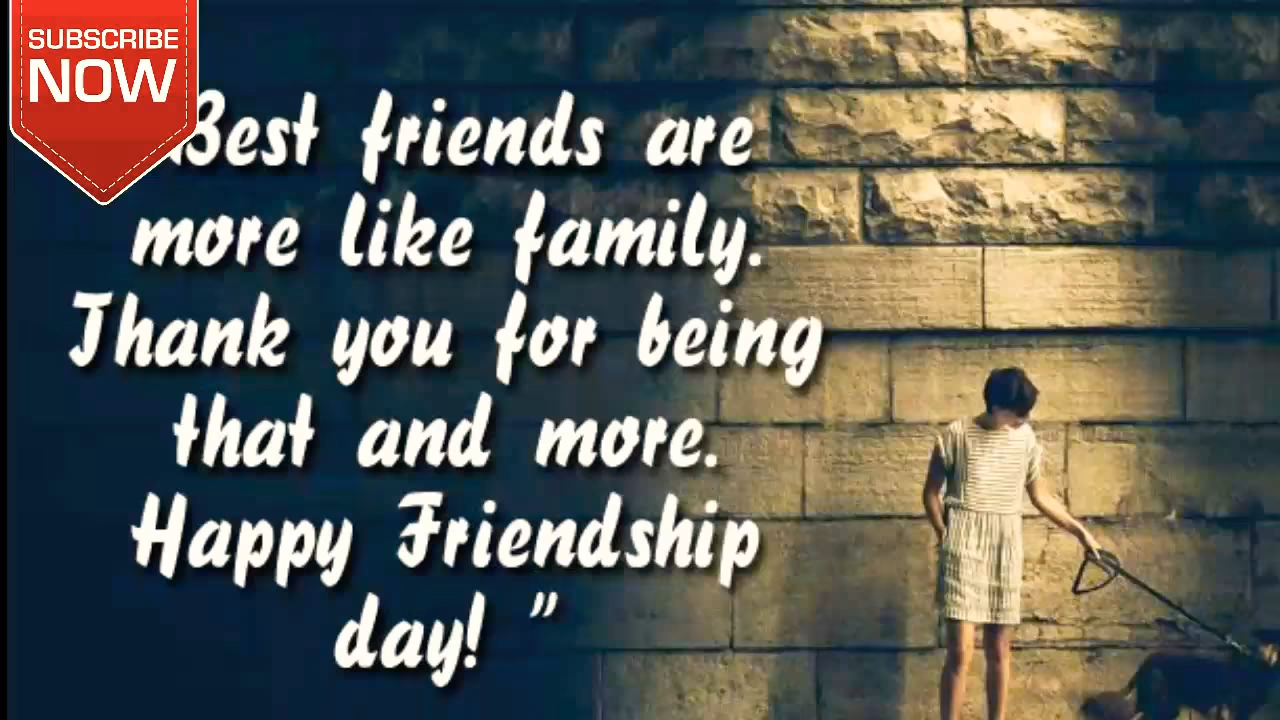 SUBSCRIBE
NOW
Best friends are
more like family.
Thank you for being
that and more.
Happy Friendship
day! ”